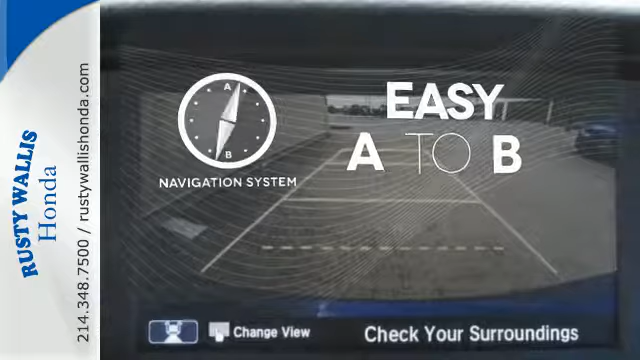 RUSTY WALLIS
Honda
214.348.7500 / rustywallishonda.com
A
B
NAVIGATION SYSTEM
EASY
A TO B
Change View
Check Your Surroundings